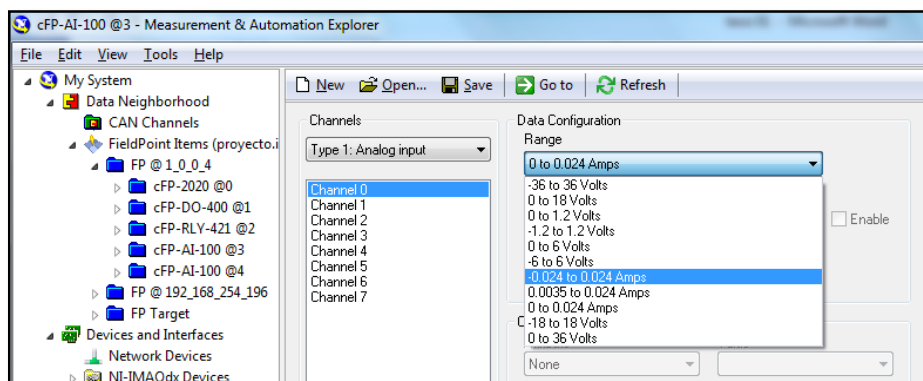 cFP-AI-100 @3 - Measurement & Automation Explorer
File Edit View Tools Help
My System
Data Neighborhood
CAN Channels
FieldPoint Items (proyecto.i
FP @ 1_0_0_4
cFP-2020 @0
cFP-DO-400 @1
cFP-RLY-421 @2
cFP-AI-100 @3
cFP-AI-100 @4
FP @ 192_168_254_196
FP Target
Devices and Interfaces
Network Devices
NI-IMAQdx Devices
New Open... Save Go to Refresh
Channels
Type 1: Analog input
Channel 0
Channel 1
Channel 2
Channel 3
Channel 4
Channel 5
Channel 6
Channel 7
Data Configuration
Range
0 to 0.024 Amps
-36 to 36 Volts
0 to 18 Volts
0 to 1.2 Volts
-1.2 to 1.2 Volts
0 to 6 Volts
-6 to 6 Volts
-0.024 to 0.024 Amps
0.0035 to 0.024 Amps
0 to 0.024 Amps
-18 to 18 Volts
0 to 36 Volts
Enable
None